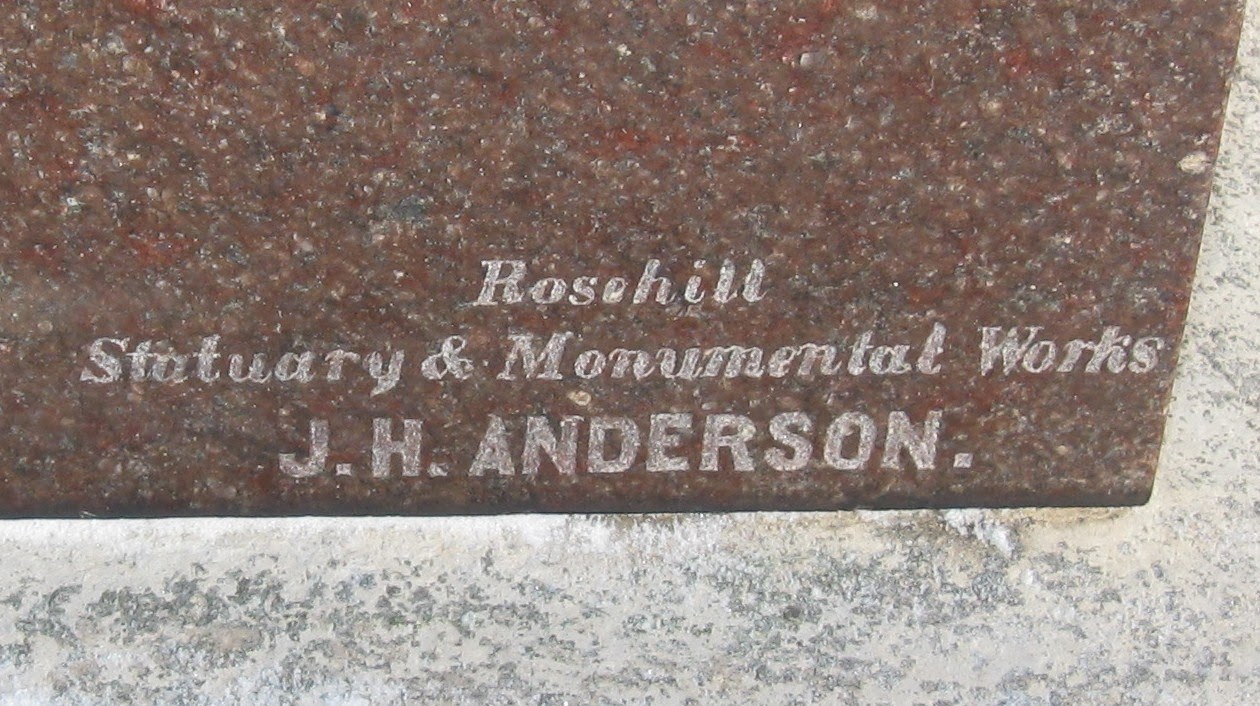 Rosehill
Statuary & Monumental Works
J. H. ANDERSON.